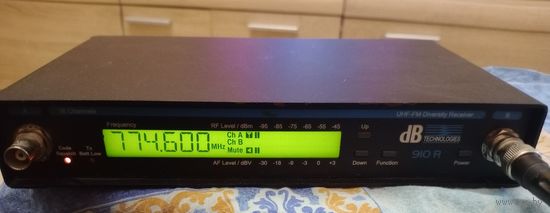 16 Channels
UHF-FM Diversity Receiver
A
B
Frequency
RF Level / dBm -95 -85 -75 -65 -55 -45
774.600 MHz
Ch A
Ch B
Mute
AF Level / dBV -30 -18 -9 -3 0 +3
Code Squelch
Tx Batt Low
Up
Down
Function
dB TECHNOLOGIES
910 R
Power